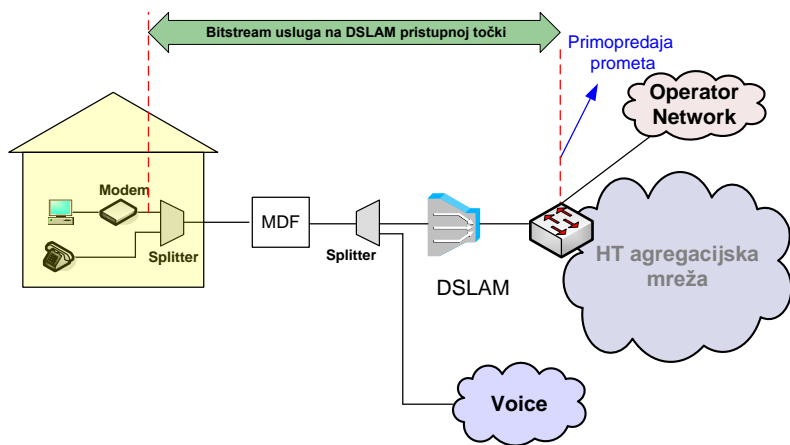 Bitstream usluga na DSLAM pristupnoj točki
Primopredaja
prometa
Operator
Network
Modem
Splitter
MDF
Splitter
DSLAM
HT agregacijska
mreža
Voice